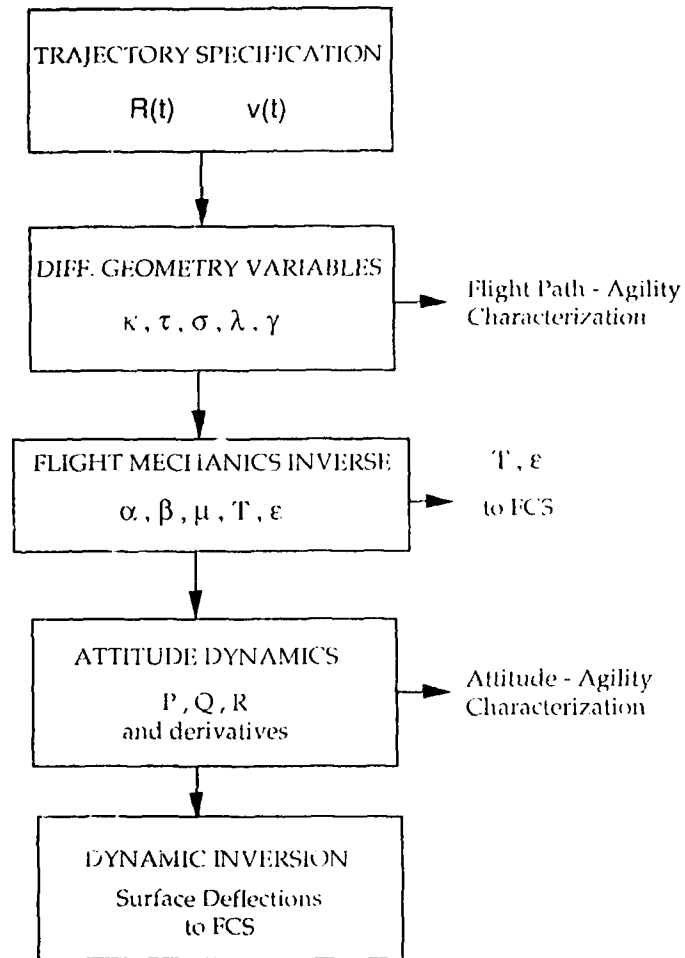 TRAJECTORY SPECIFICATION
R(t) v(t)
DIFF. GEOMETRY VARIABLES
κ , τ , σ , λ , γ
Flight Path - Agility
Characterization
FLIGHT MECHANICS INVERSE
α , β , μ , T , ε
T , ε
to FCS
ATTITUDE DYNAMICS
P , Q , R
and derivatives
Attitude - Agility
Characterization
DYNAMIC INVERSION
Surface Deflections
to FCS